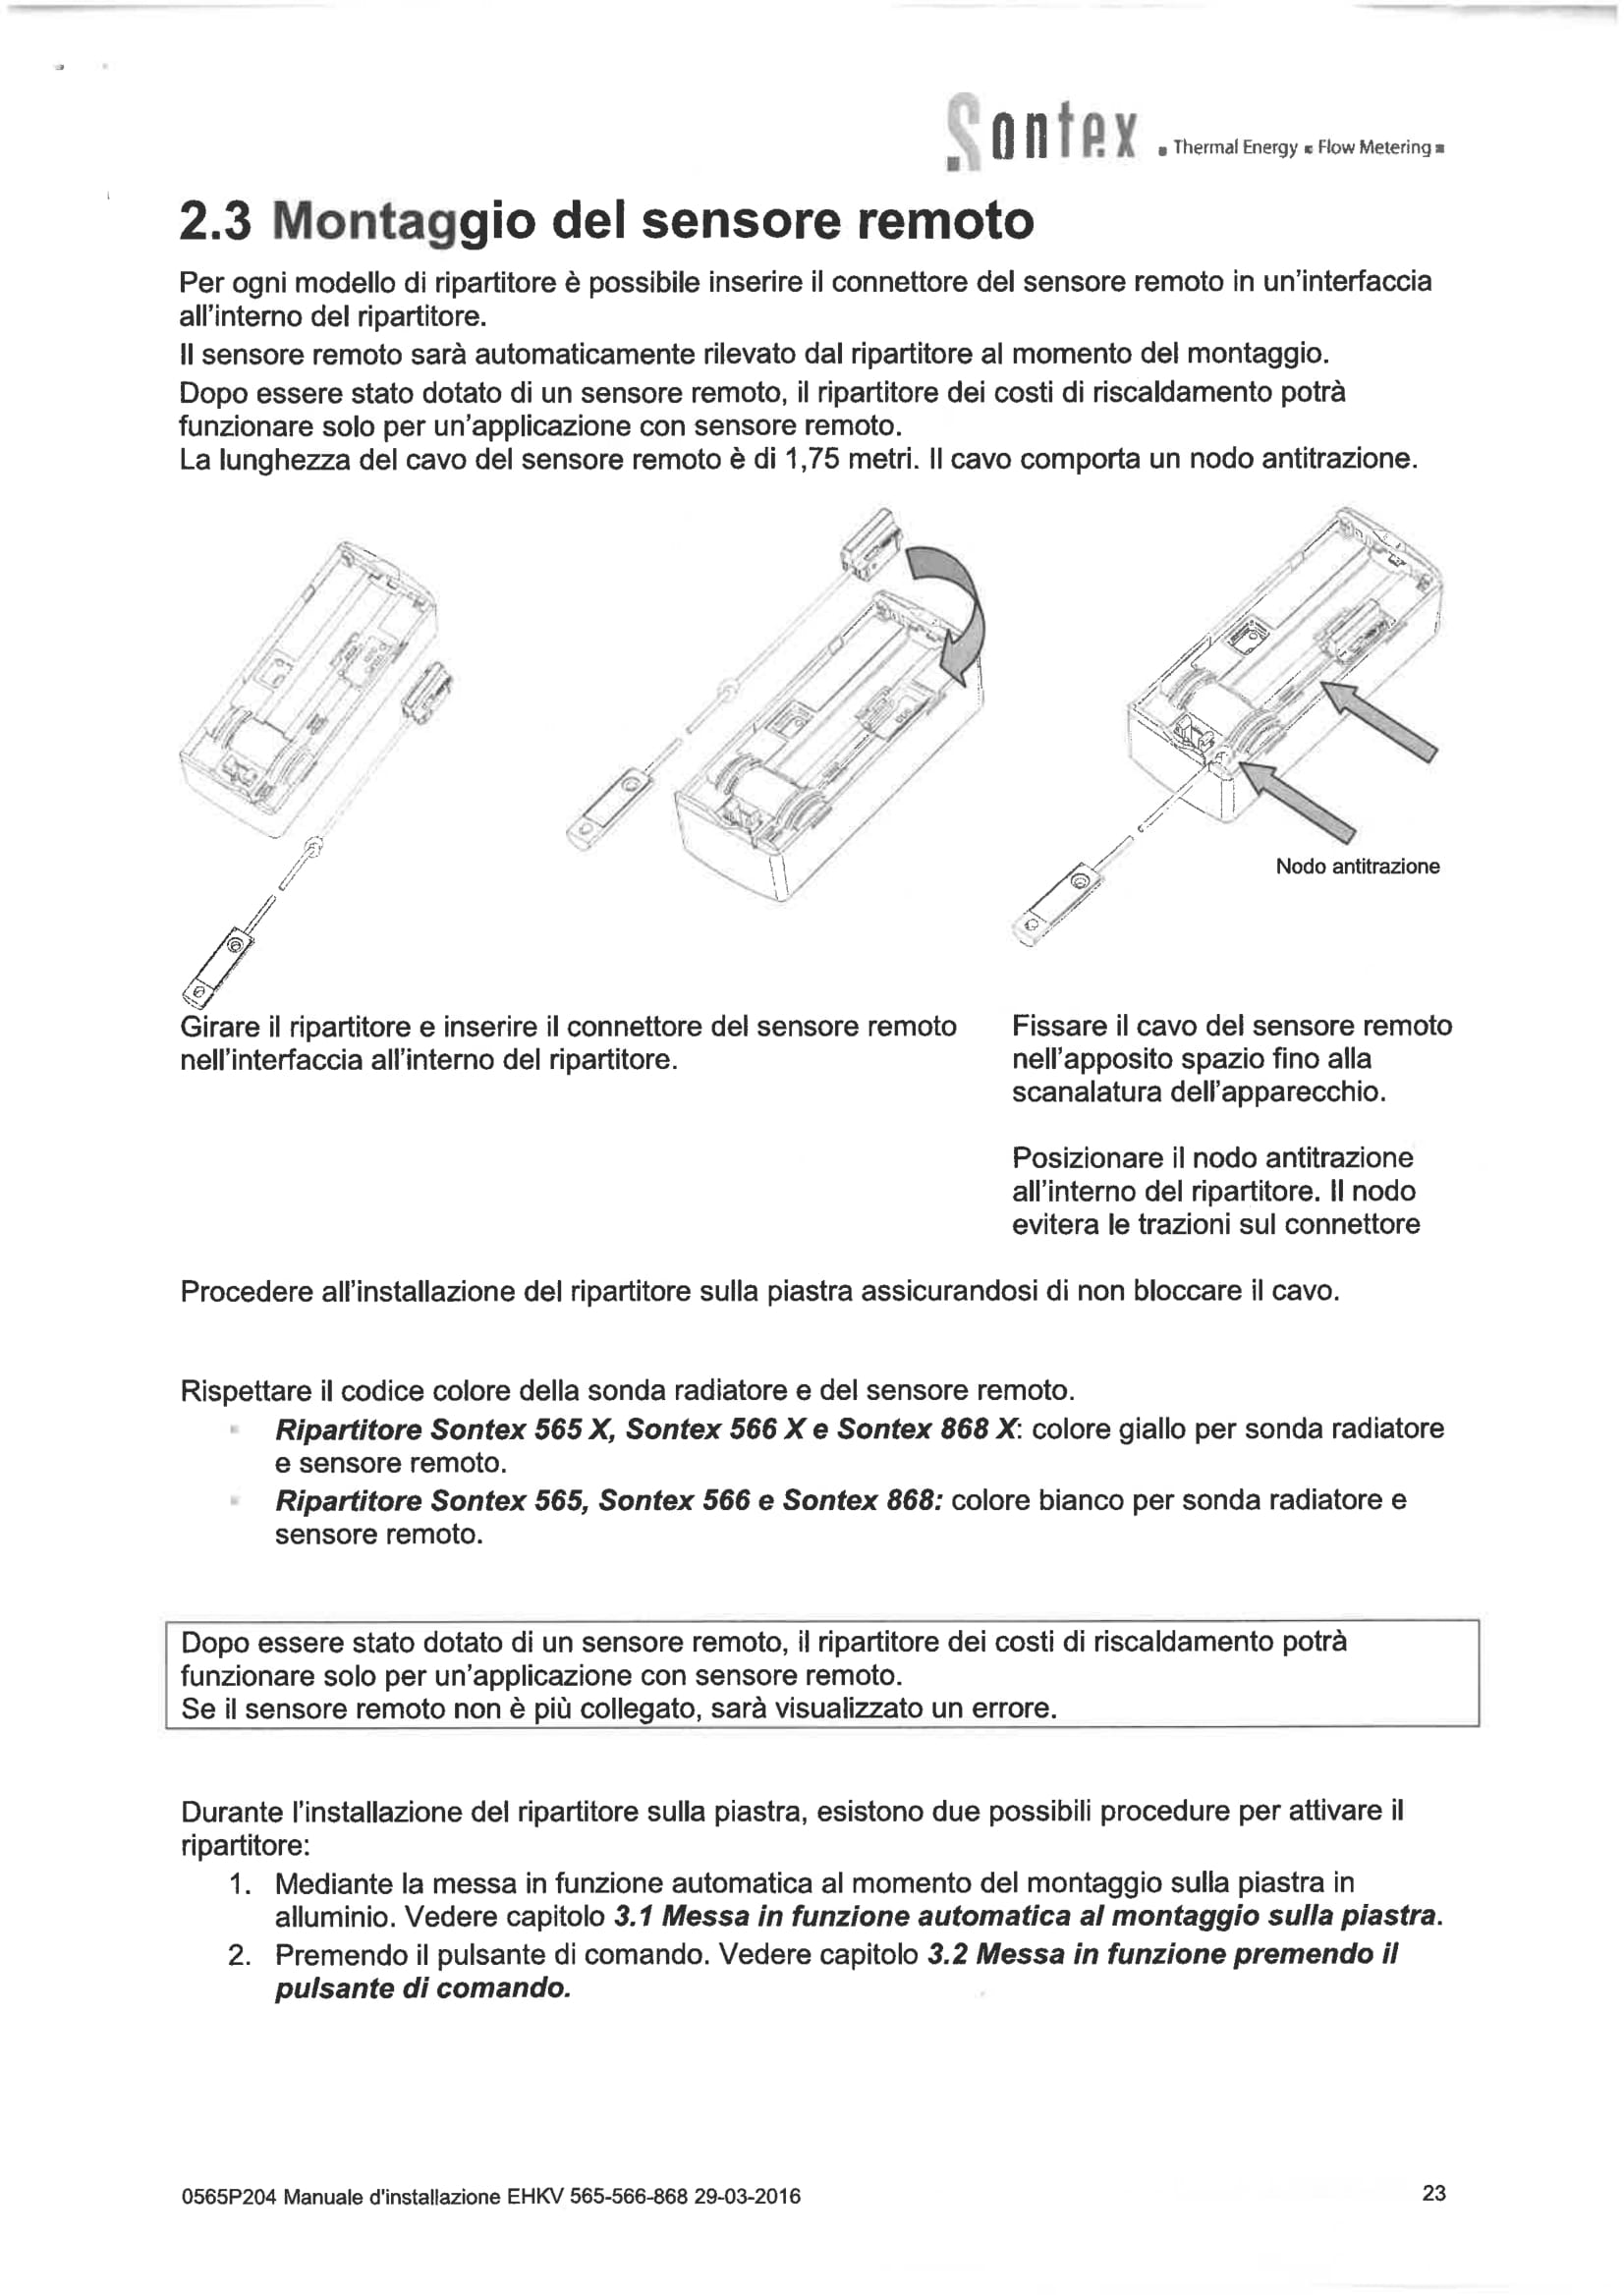 Sontex ▪ Thermal Energy ▪ Flow Metering ▪
2.3 Montaggio del sensore remoto
Per ogni modello di ripartitore è possibile inserire il connettore del sensore remoto in un'interfaccia
all'interno del ripartitore.
Il sensore remoto sarà automaticamente rilevato dal ripartitore al momento del montaggio.
Dopo essere stato dotato di un sensore remoto, il ripartitore dei costi di riscaldamento potrà
funzionare solo per un'applicazione con sensore remoto.
La lunghezza del cavo del sensore remoto è di 1,75 metri. Il cavo comporta un nodo antitrazione.
Nodo antitrazione
Girare il ripartitore e inserire il connettore del sensore remoto
nell'interfaccia all'interno del ripartitore.
Fissare il cavo del sensore remoto
nell'apposito spazio fino alla
scanalatura dell'apparecchio.
Posizionare il nodo antitrazione
all'interno del ripartitore. Il nodo
evitera le trazioni sul connettore
Procedere all'installazione del ripartitore sulla piastra assicurandosi di non bloccare il cavo.
Rispettare il codice colore della sonda radiatore e del sensore remoto.
▪ Ripartitore Sontex 565 X, Sontex 566 X e Sontex 868 X: colore giallo per sonda radiatore
e sensore remoto.
▪ Ripartitore Sontex 565, Sontex 566 e Sontex 868: colore bianco per sonda radiatore e
sensore remoto.
Dopo essere stato dotato di un sensore remoto, il ripartitore dei costi di riscaldamento potrà
funzionare solo per un'applicazione con sensore remoto.
Se il sensore remoto non è più collegato, sarà visualizzato un errore.
Durante l'installazione del ripartitore sulla piastra, esistono due possibili procedure per attivare il
ripartitore:
1. Mediante la messa in funzione automatica al momento del montaggio sulla piastra in
alluminio. Vedere capitolo 3.1 Messa in funzione automatica al montaggio sulla piastra.
2. Premendo il pulsante di comando. Vedere capitolo 3.2 Messa in funzione premendo il
pulsante di comando.
0565P204 Manuale d'installazione EHKV 565-566-868 29-03-2016
23